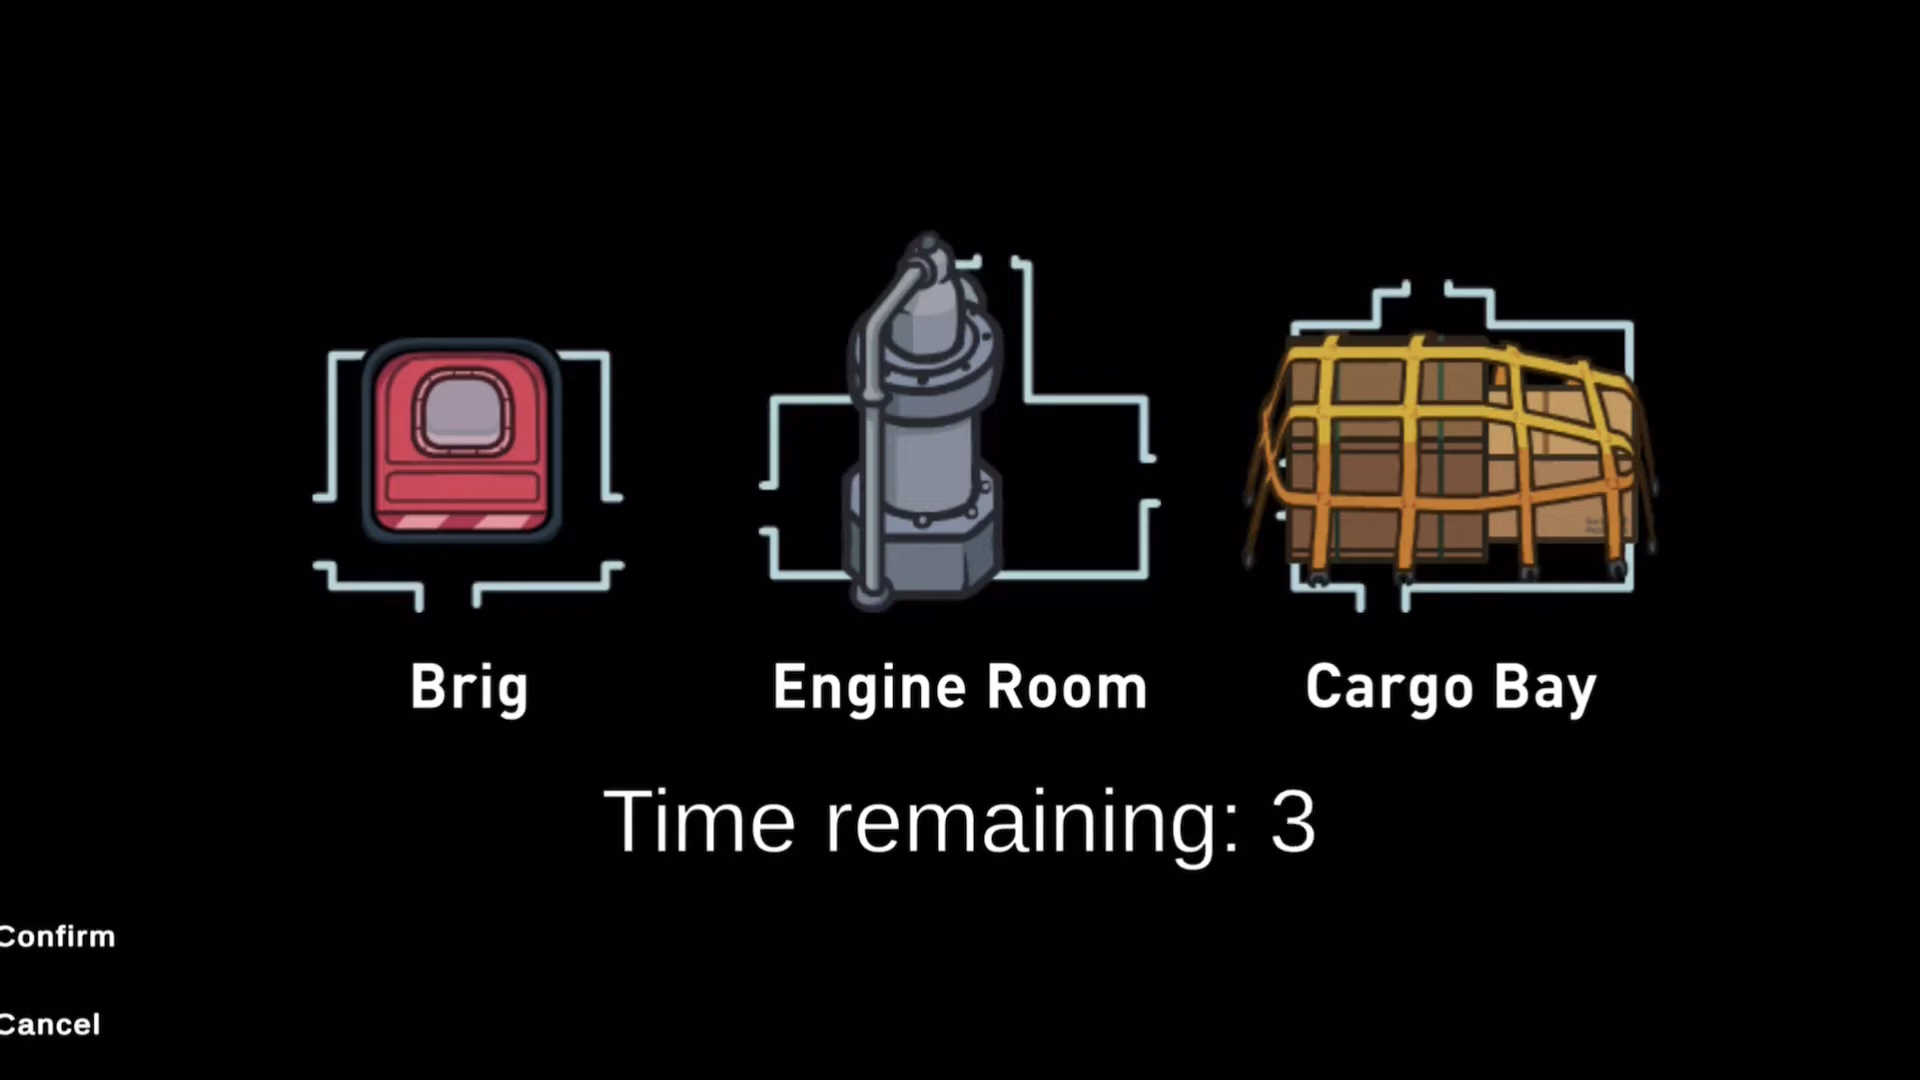 Brig
Engine Room
Cargo Bay
Time remaining: 3
Confirm
Cancel